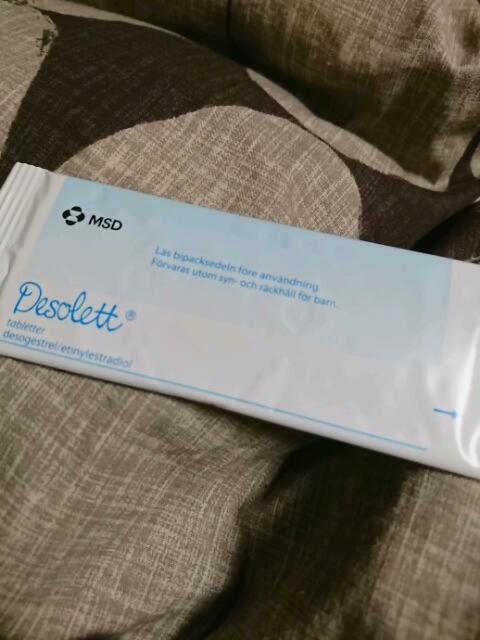 MSD
Läs bipacksedeln före användning.
Förvaras utom syn- och räckhåll för barn.
Desolett®
tabletter
desogestrel/etinylestradiol